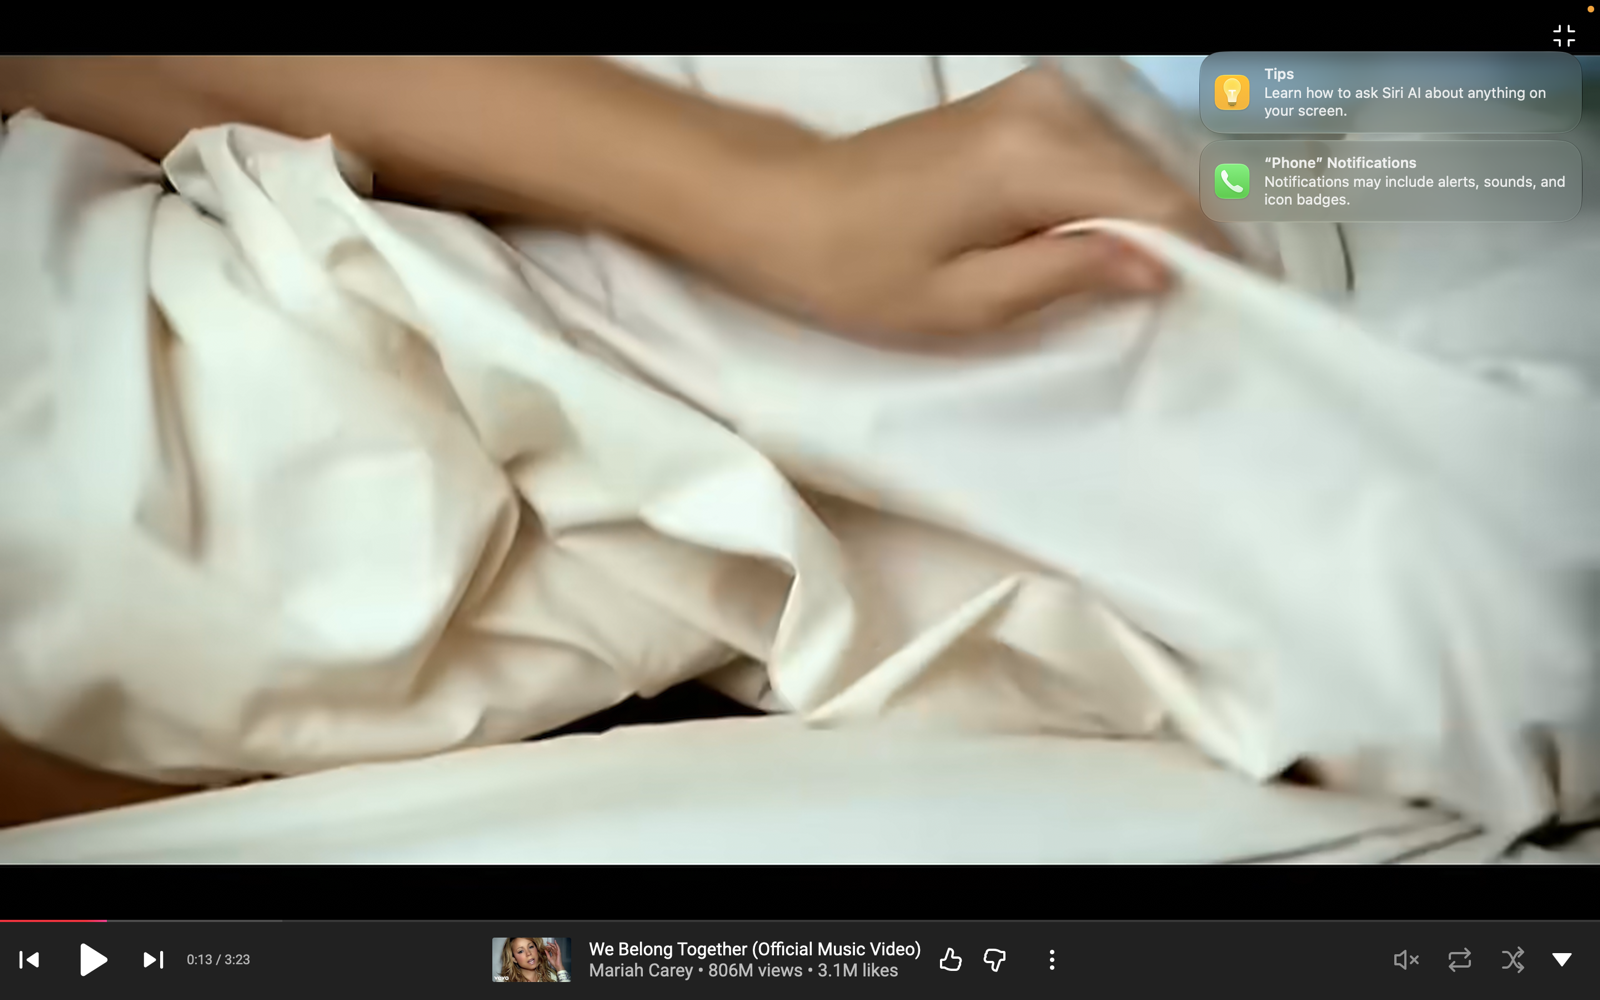 Tips
Learn how to ask Siri AI about anything on
your screen.
“Phone” Notifications
Notifications may include alerts, sounds, and
icon badges.
0:13 / 3:23
We Belong Together (Official Music Video)
Mariah Carey • 806M views • 3.1M likes
vevo